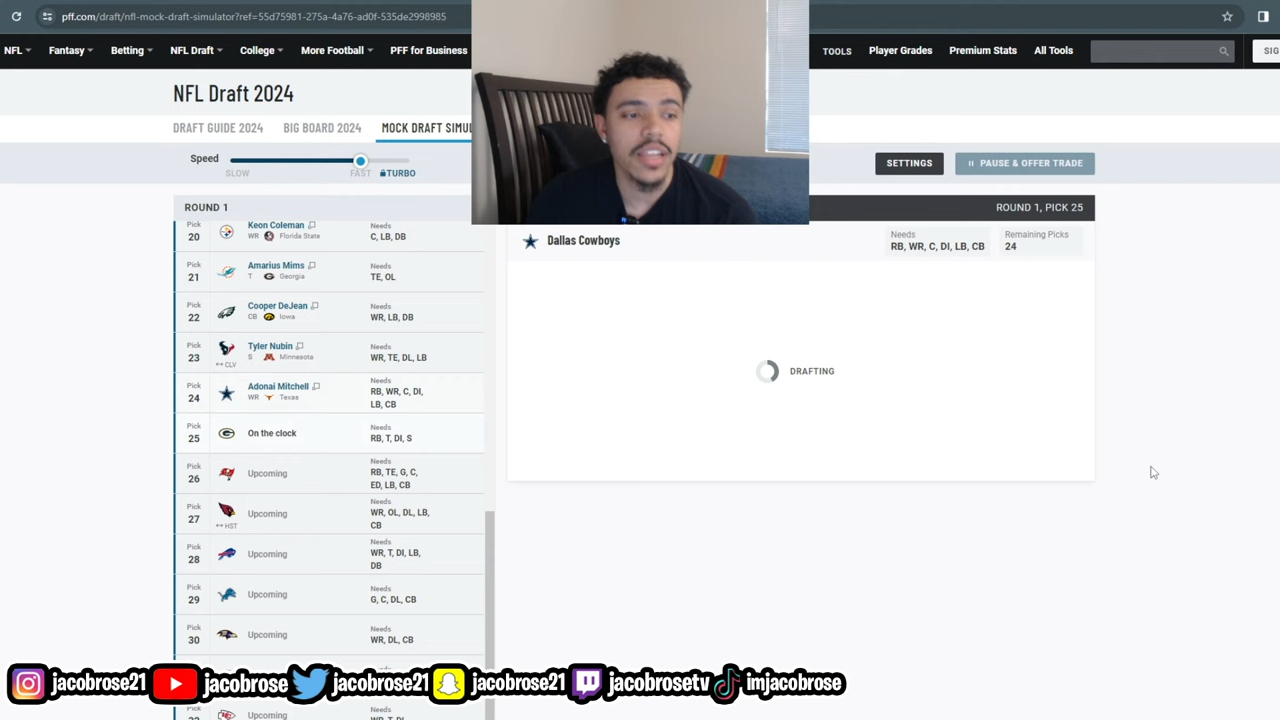 pff.com/draft/nfl-mock-draft-simulator?ref=55d75981-275a-4a76-ad0f-535de2998985
NFL Fantasy Betting NFL Draft College More Football PFF for Business TOOLS Player Grades Premium Stats All Tools SIG
NFL Draft 2024
DRAFT GUIDE 2024 BIG BOARD 2024 MOCK DRAFT SIMU
Speed
SLOW FAST TURBO
SETTINGS PAUSE & OFFER TRADE
ROUND 1
ROUND 1, PICK 25
Dallas Cowboys
Needs
RB, WR, C, DI, LB, CB
Remaining Picks
24
DRAFTING
Pick
20
Keon Coleman
WR Florida State
Needs
C, LB, DB
Pick
21
Amarius Mims
T Georgia
Needs
TE, OL
Pick
22
Cooper DeJean
CB Iowa
Needs
WR, LB, DB
Pick
23
CLV
Tyler Nubin
S Minnesota
Needs
WR, TE, DL, LB
Pick
24
Adonai Mitchell
WR Texas
Needs
RB, WR, C, DI,
LB, CB
Pick
25
On the clock
Needs
RB, T, DI, S
Pick
26
Upcoming
Needs
RB, TE, G, C,
ED, LB, CB
Pick
27
HST
Upcoming
Needs
WR, OL, DL, LB,
CB
Pick
28
Upcoming
Needs
WR, T, DI, LB,
DB
Pick
29
Upcoming
Needs
G, C, DL, CB
Pick
30
Upcoming
Needs
WR, DL, CB
jacobrose21 jacobrose jacobrose21 jacobrose21 jacobrosetv imjacobrose
Upcoming